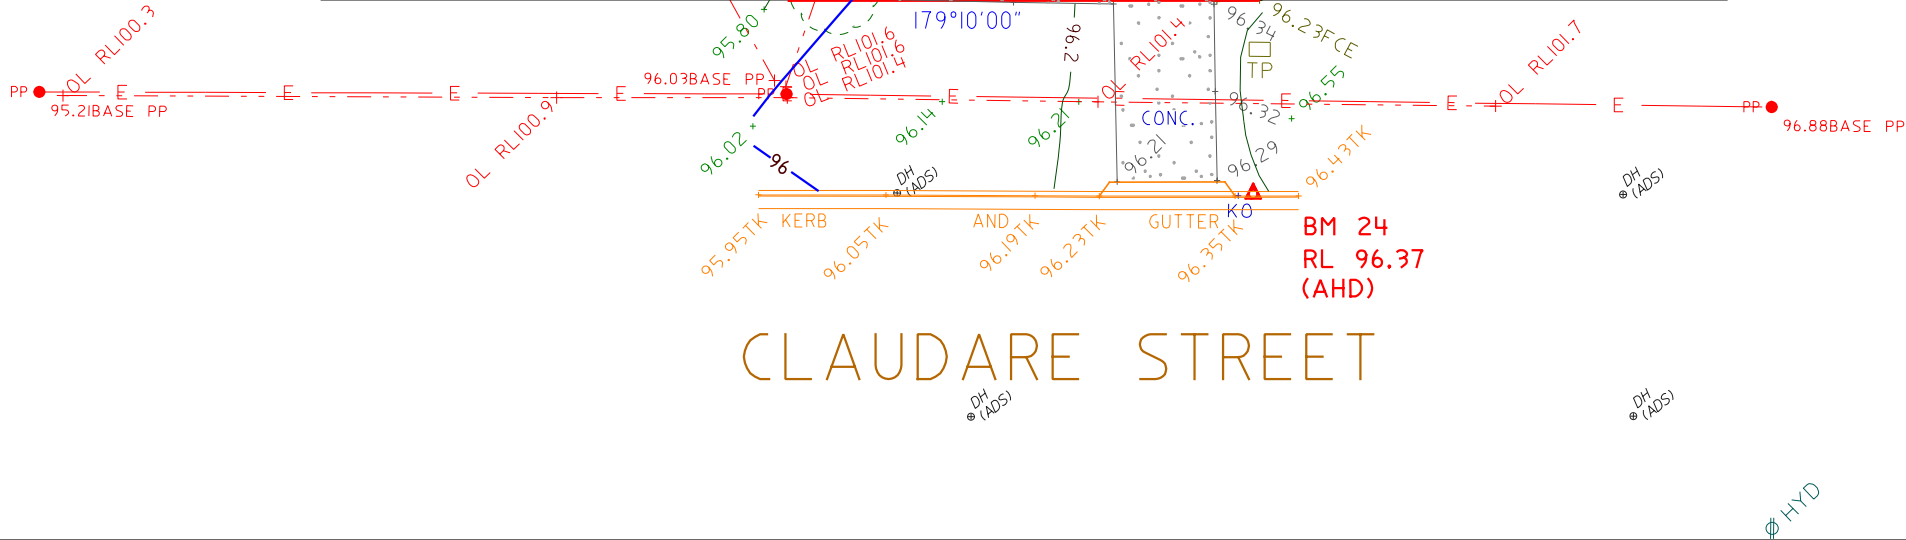 OL RL100.3
95.80
OL RL101.6
OL RL101.6
OL RL101.4
179°10'00"
96.2
OL RL101.4
96.34
96.23FCE
TP
OL RL101.7
PP
E
E
E
E
96.03BASE PP
PP
E
E
E
E
PP
95.21BASE PP
OL RL100.9
96.02
96
96.14
96.21
CONC.
96.32
96.55
96.88BASE PP
DH
(ADS)
96.21
96.29
96.43TK
DH
(ADS)
KO
KERB AND GUTTER
95.95TK
96.05TK
96.19TK
96.23TK
96.35TK
BM 24
RL 96.37
(AHD)
CLAUDARE STREET
DH
(ADS)
DH
(ADS)
HYD